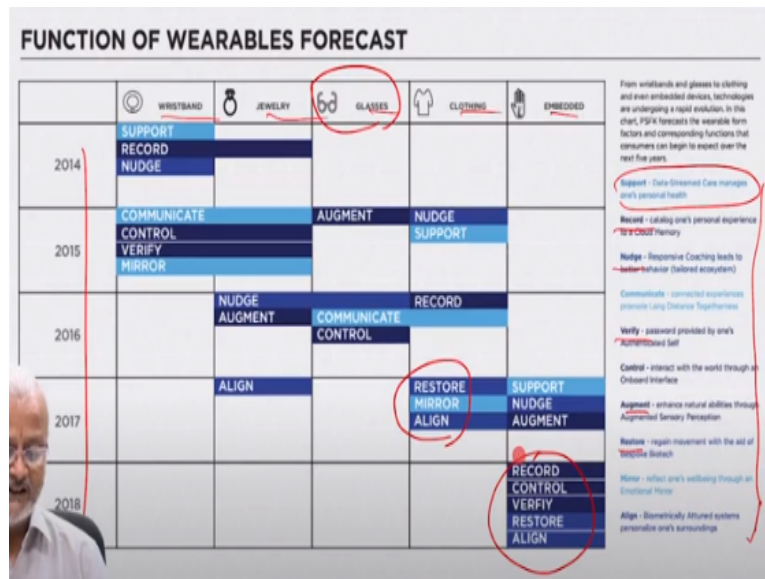 FUNCTION OF WEARABLES FORECAST
WRISTBAND JEWELRY GLASSES CLOTHING EMBEDDED
2014
SUPPORT
RECORD
NUDGE
2015
COMMUNICATE AUGMENT NUDGE
CONTROL SUPPORT
VERIFY
MIRROR
2016
NUDGE RECORD
AUGMENT COMMUNICATE
CONTROL
2017
ALIGN RESTORE SUPPORT
MIRROR NUDGE
ALIGN AUGMENT
2018
RECORD
CONTROL
VERFIY
RESTORE
ALIGN
From wristbands and glasses to clothing
and even embedded devices, technologies
are undergoing a rapid evolution. In this
chart, PSFK forecasts the wearable form
factors and corresponding functions that
consumers can begin to expect over the
next five years.
Support - Data-Streamed Care manages
one's personal health
Record - catalog one's personal experience
to a Cloud Memory
Nudge - Responsive Coaching leads to
better behavior (tailored ecosystem)
Communicate - connected experiences
promote Long Distance Togetherness
Verify - password provided by one's
Authenticated Self
Control - interact with the world through an
Onboard Interface
Augment - enhance natural abilities through
Augmented Sensory Perception
Restore - regain movement with the aid of
Bespoke Biotech
Mirror - reflect one's wellbeing through an
Emotional Mirror
Align - Biometrically Attuned systems
personalize one's surroundings